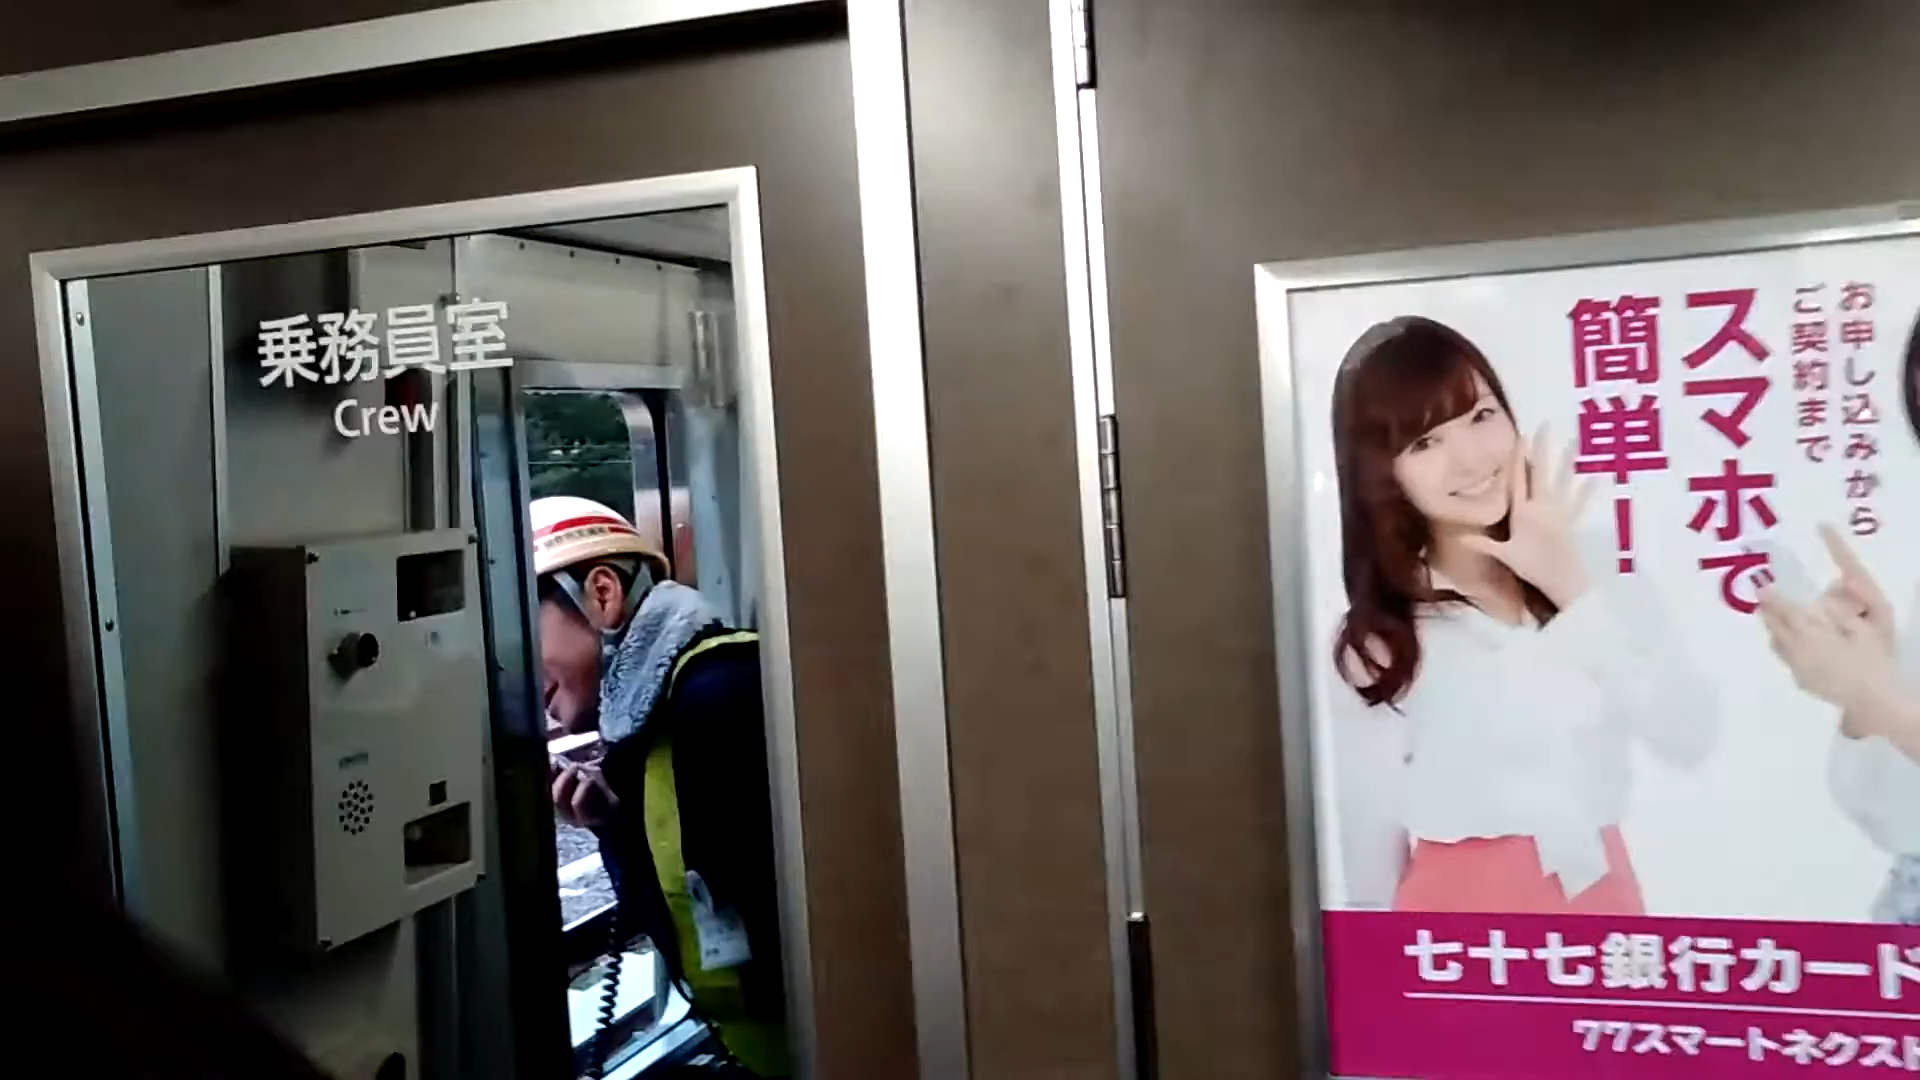 乗務員室
Crew
お申し込みから
ご契約まで
スマホで
簡単！
七十七銀行カード
77スマートネクスト